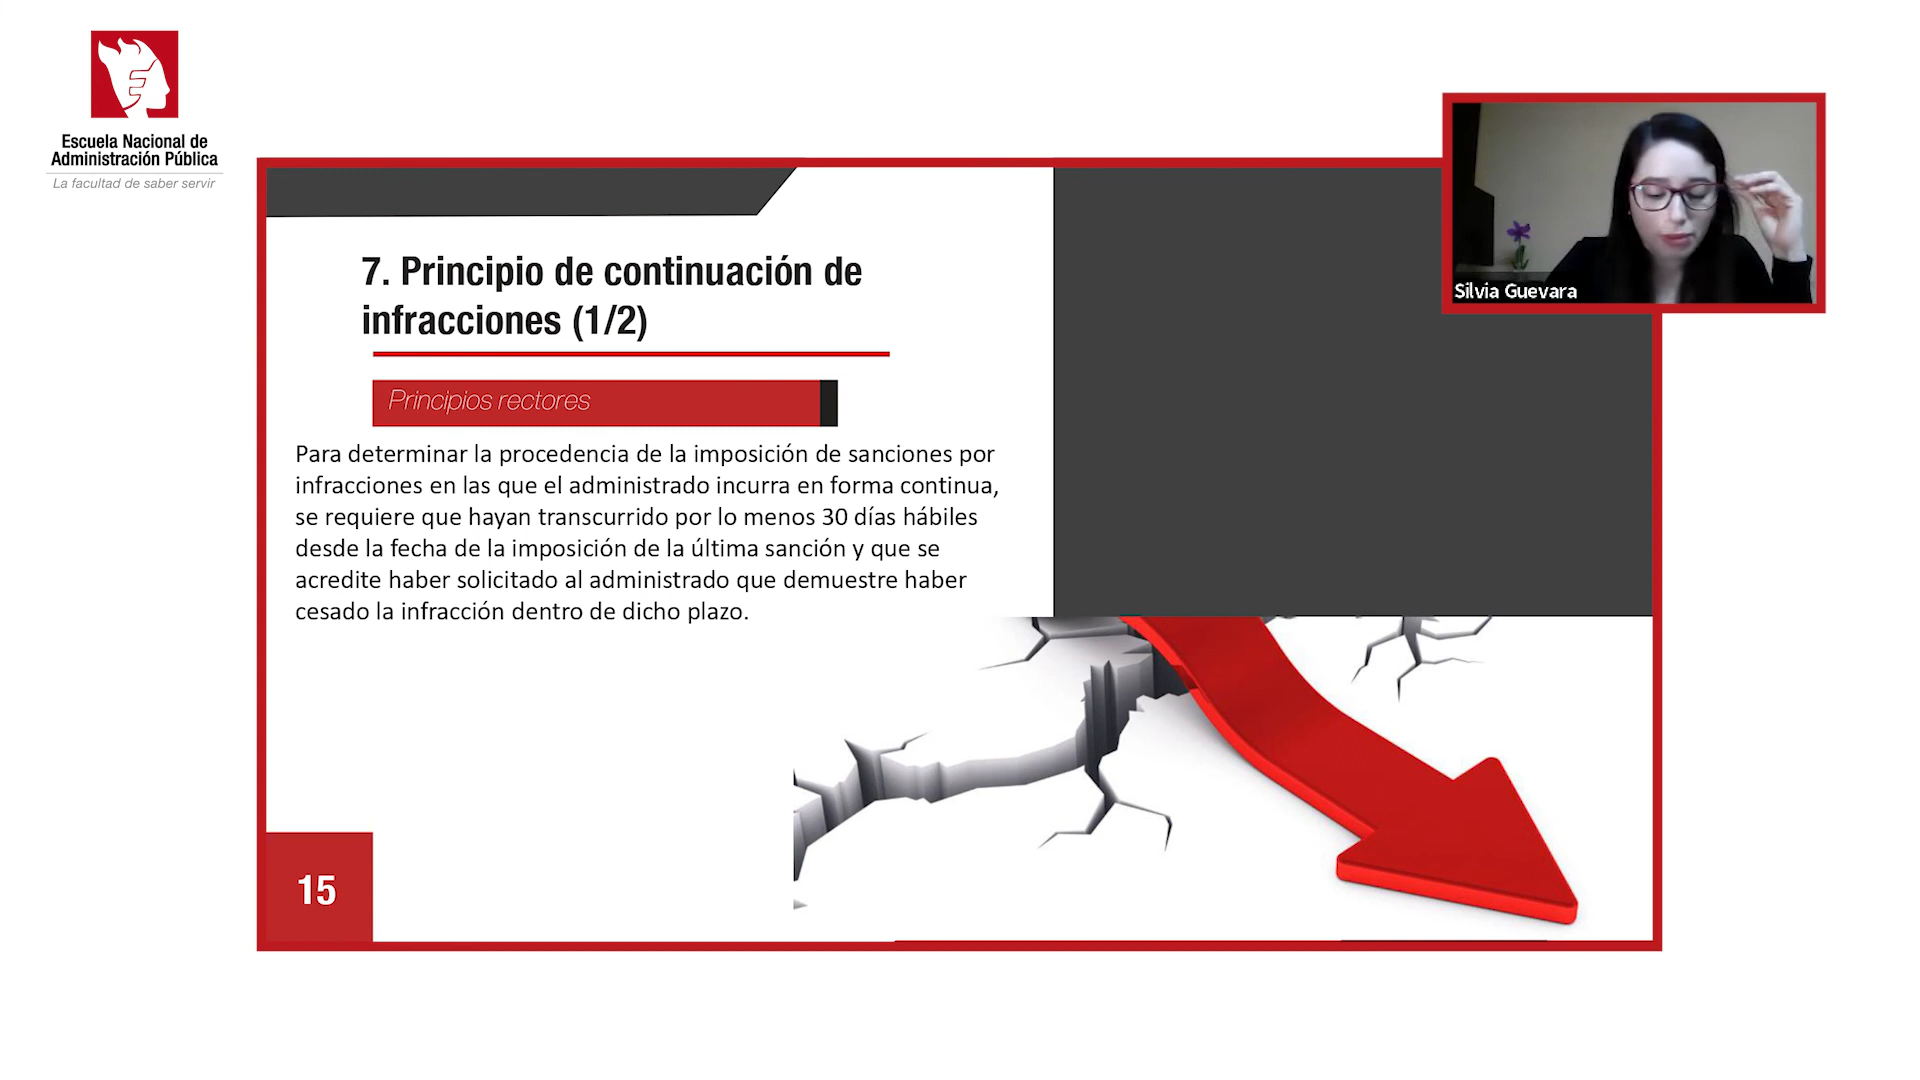 Escuela Nacional de
Administración Pública
La facultad de saber servir
7. Principio de continuación de
infracciones (1/2)
Principios rectores
Para determinar la procedencia de la imposición de sanciones por
infracciones en las que el administrado incurra en forma continua,
se requiere que hayan transcurrido por lo menos 30 días hábiles
desde la fecha de la imposición de la última sanción y que se
acredite haber solicitado al administrado que demuestre haber
cesado la infracción dentro de dicho plazo.
15
Silvia Guevara